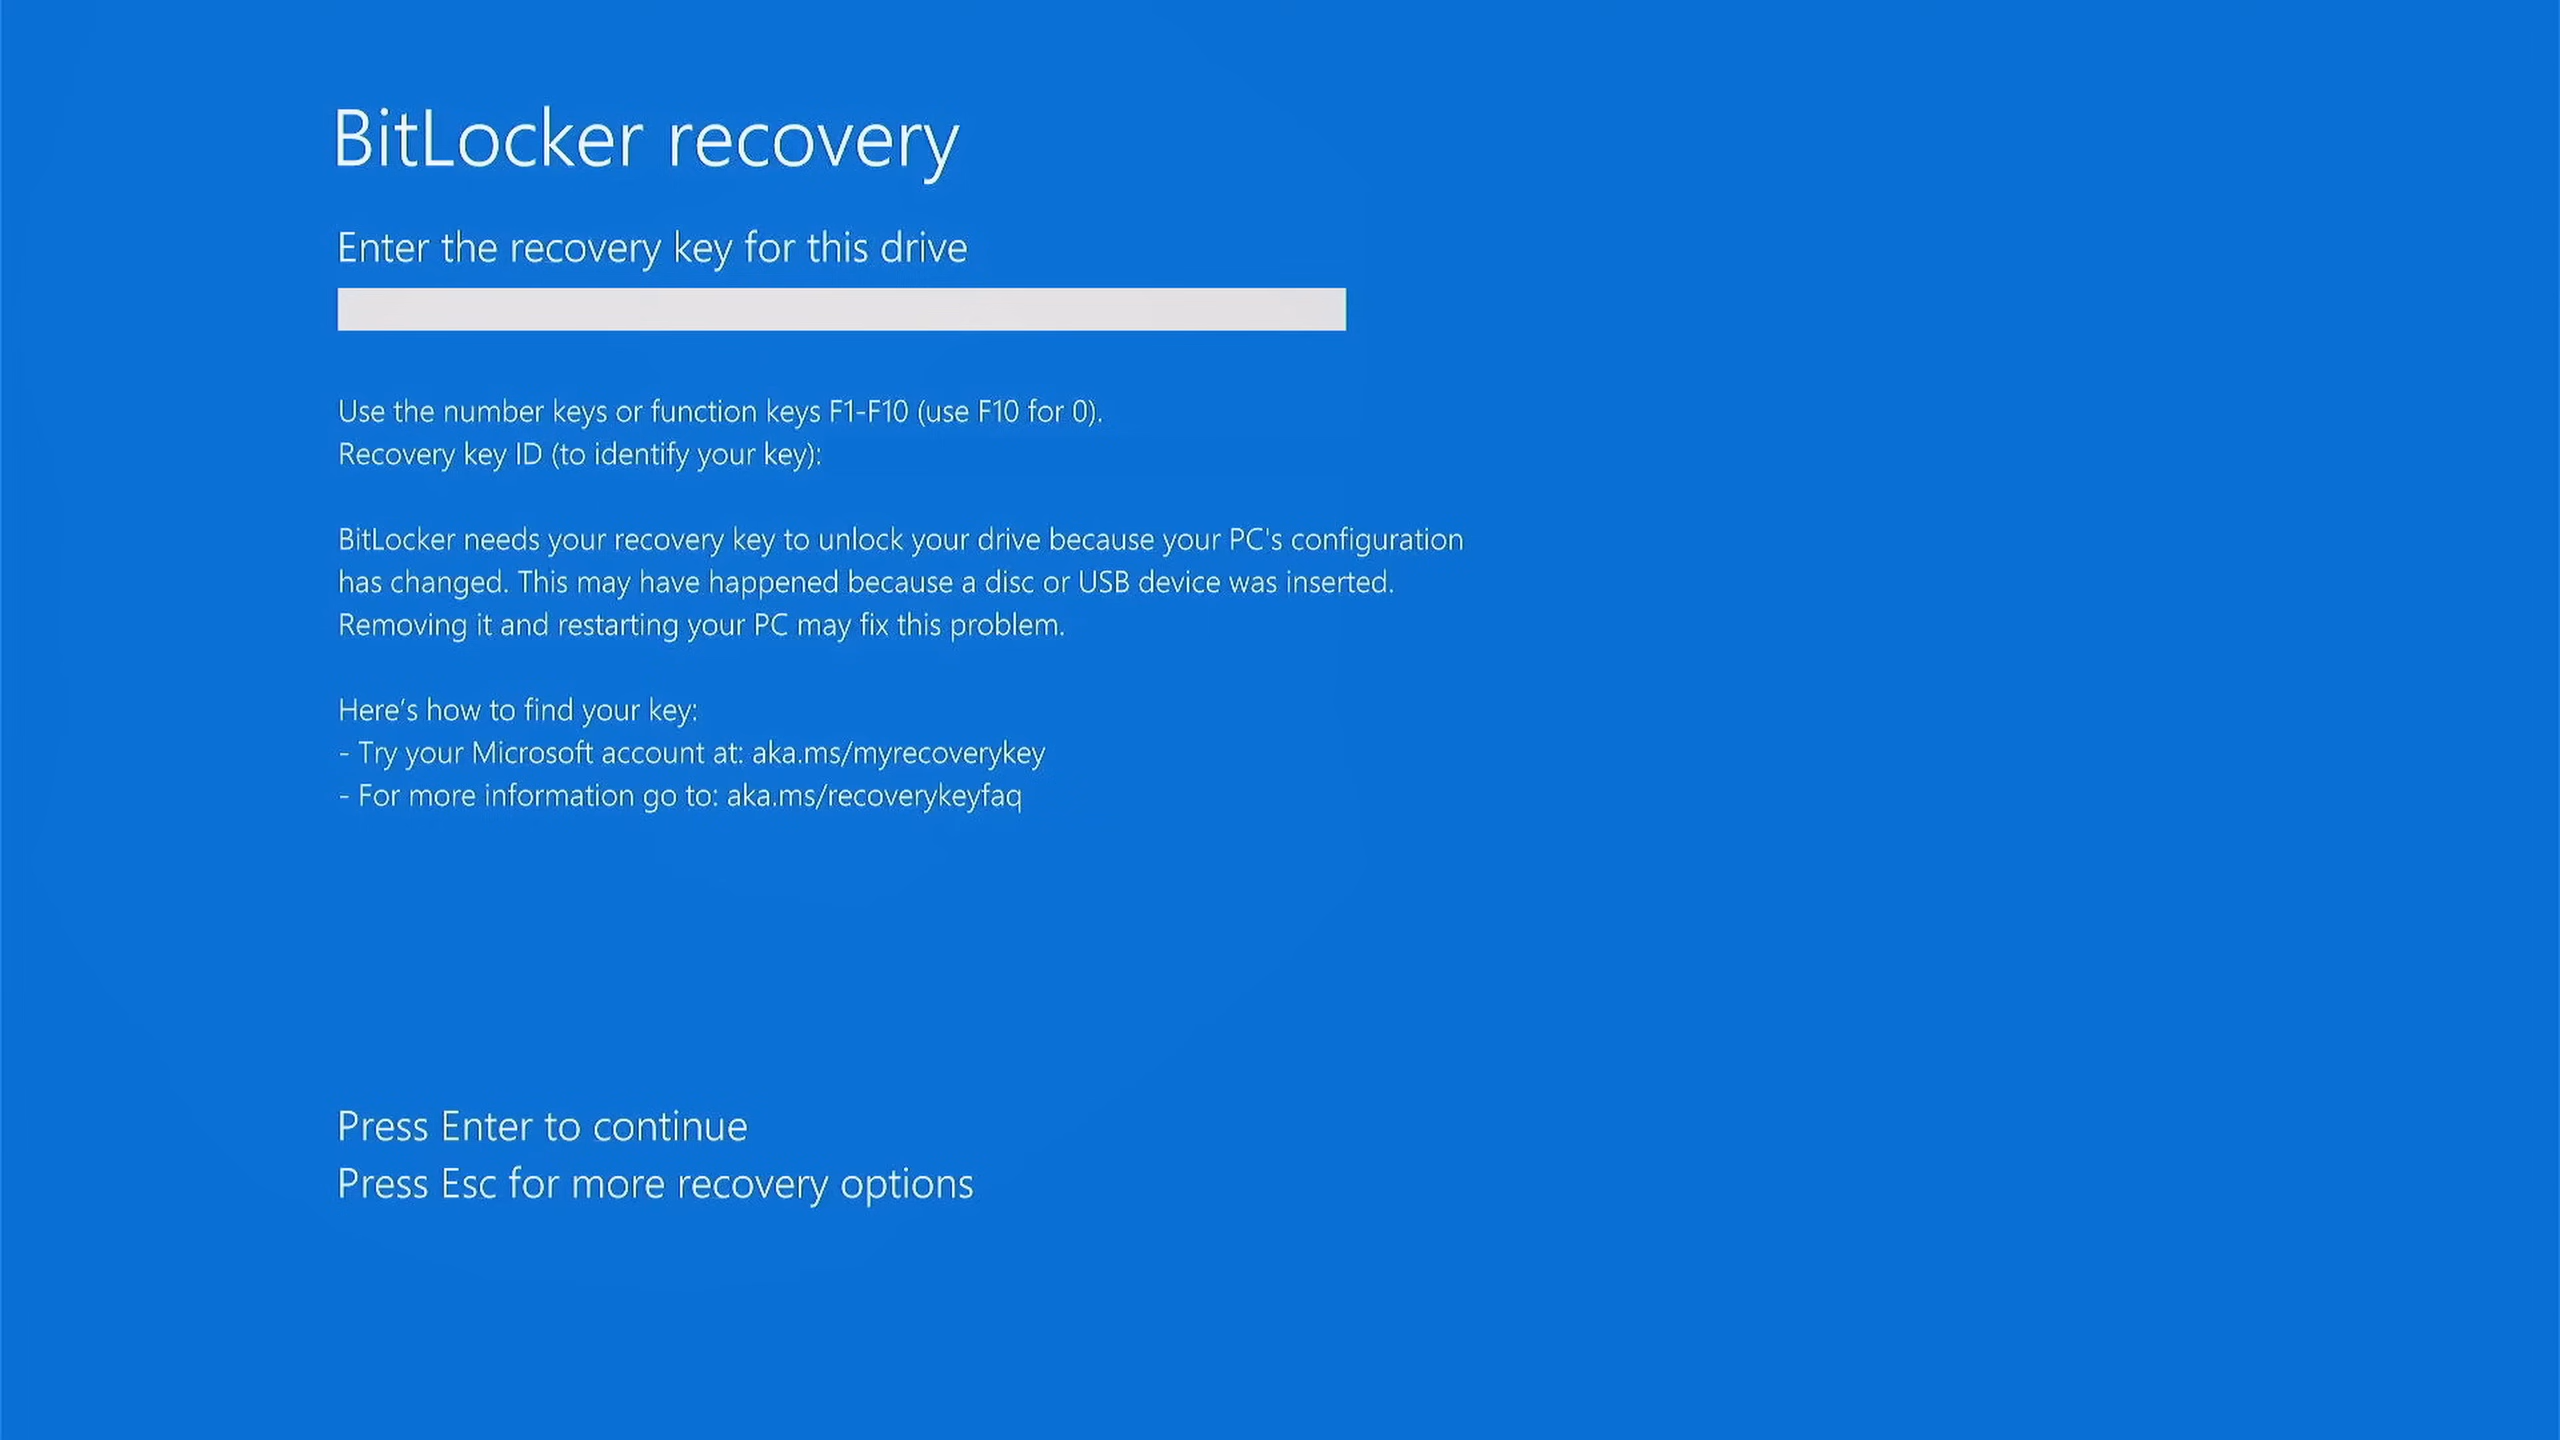 BitLocker recovery
Enter the recovery key for this drive
Use the number keys or function keys F1-F10 (use F10 for 0).
Recovery key ID (to identify your key):
BitLocker needs your recovery key to unlock your drive because your PC's configuration
has changed. This may have happened because a disc or USB device was inserted.
Removing it and restarting your PC may fix this problem.
Here’s how to find your key:
- Try your Microsoft account at: aka.ms/myrecoverykey
- For more information go to: aka.ms/recoverykeyfaq
Press Enter to continue
Press Esc for more recovery options